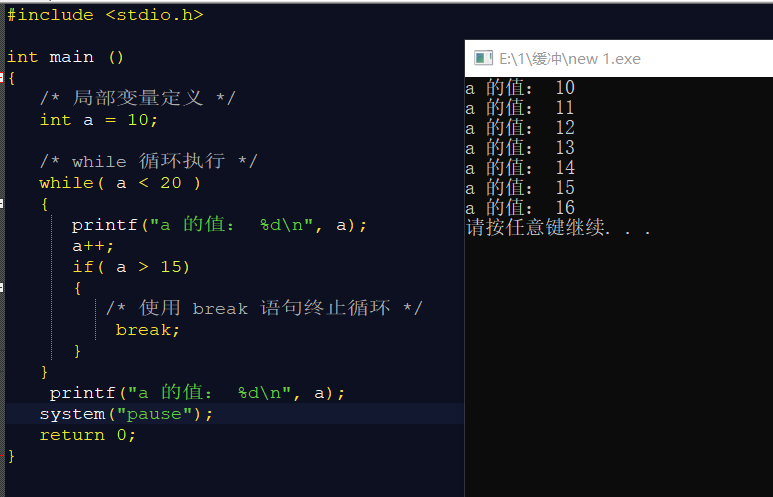 #include <stdio.h>
int main ()
{
/* 局部变量定义 */
int a = 10;
/* while 循环执行 */
while( a < 20 )
{
printf("a 的值： %d\n", a);
a++;
if( a > 15)
{
/* 使用 break 语句终止循环 */
break;
}
}
printf("a 的值： %d\n", a);
system("pause");
return 0;
}
E:\1\缓冲\new 1.exe
a 的值： 10
a 的值： 11
a 的值： 12
a 的值： 13
a 的值： 14
a 的值： 15
a 的值： 16
请按任意键继续. . .